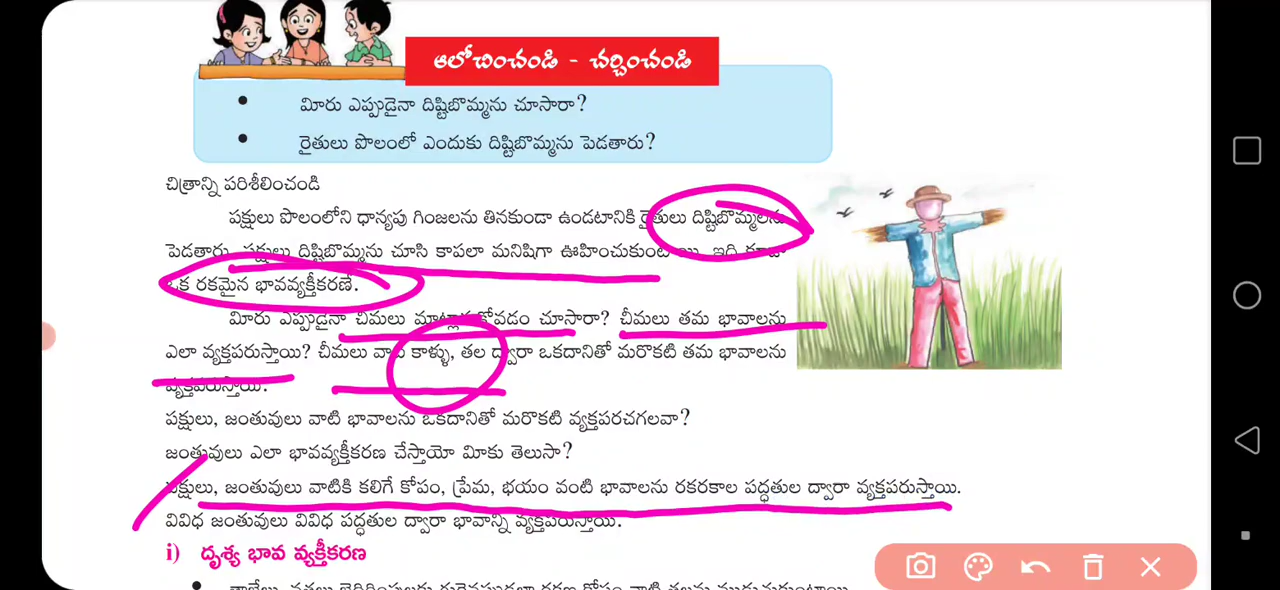 ఆలోచించండి - చర్చించండి
• మీరు ఎప్పుడైనా దిష్టిబొమ్మను చూసారా?
• రైతులు పొలంలో ఎందుకు దిష్టిబొమ్మను పెడతారు?
చిత్రాన్ని పరిశీలించండి
పక్షులు పొలంలోని ధాన్యపు గింజలను తినకుండా ఉండటానికి రైతులు దిష్టిబొమ్మలను
పెడతారు. పక్షులు దిష్టిబొమ్మను చూసి కాపలా మనిషిగా ఊహించుకుంటాయి. ఇది కూడా
ఒక రకమైన భావవ్యక్తీకరణే.
మీరు ఎప్పుడైనా చీమలు మాట్లాడుకోవడం చూసారా? చీమలు తమ భావాలను
ఎలా వ్యక్తపరుస్తాయి? చీమలు వాటి కాళ్ళు, తల ద్వారా ఒకదానితో మరొకటి తమ భావాలను
వ్యక్తపరుస్తాయి.
పక్షులు, జంతువులు వాటి భావాలను ఒకదానితో మరొకటి వ్యక్తపరచగలవా?
జంతువులు ఎలా భావవ్యక్తీకరణ చేస్తాయో మీకు తెలుసా?
పక్షులు, జంతువులు వాటికి కలిగే కోపం, ప్రేమ, భయం వంటి భావాలను రకరకాల పద్ధతుల ద్వారా వ్యక్తపరుస్తాయి.
వివిధ జంతువులు వివిధ పద్ధతుల ద్వారా భావాన్ని వ్యక్తపరుస్తాయి.
i) దృశ్య భావ వ్యక్తీకరణ